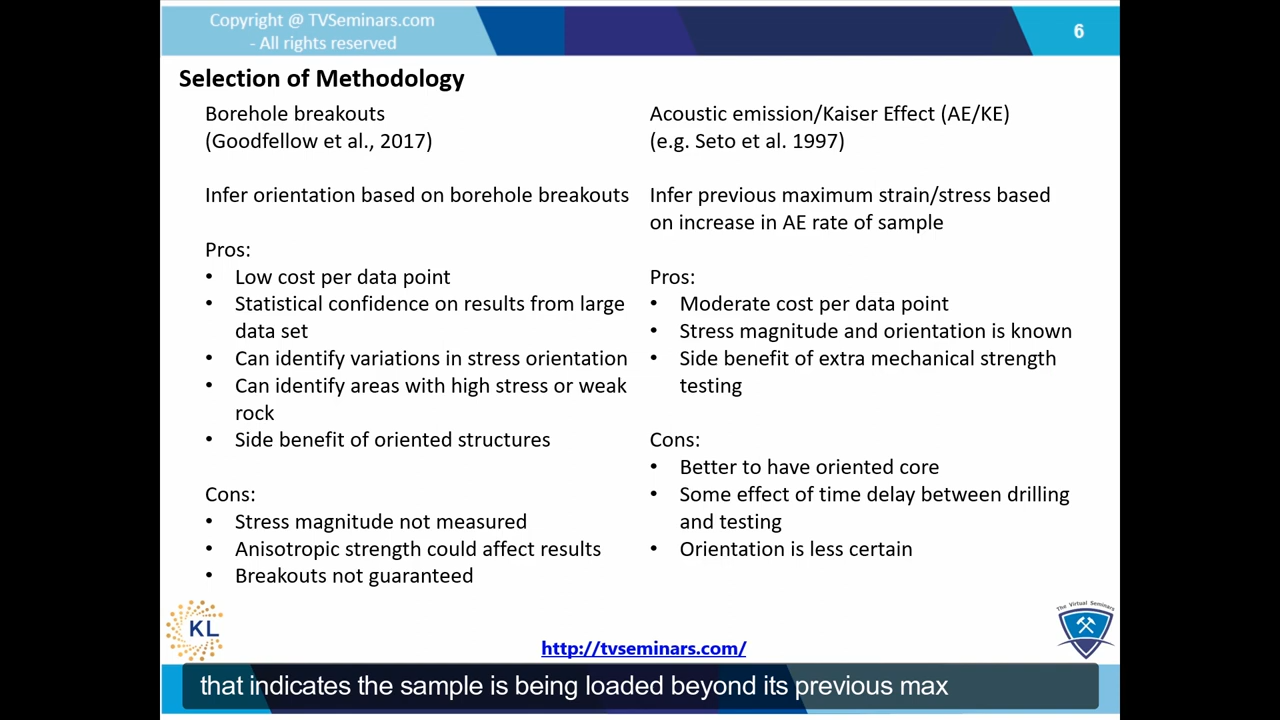 Copyright @ TVSeminars.com
- All rights reserved
6
Selection of Methodology
Borehole breakouts
(Goodfellow et al., 2017)
Infer orientation based on borehole breakouts
Pros:
• Low cost per data point
• Statistical confidence on results from large
data set
• Can identify variations in stress orientation
• Can identify areas with high stress or weak
rock
• Side benefit of oriented structures
Cons:
• Stress magnitude not measured
• Anisotropic strength could affect results
• Breakouts not guaranteed
Acoustic emission/Kaiser Effect (AE/KE)
(e.g. Seto et al. 1997)
Infer previous maximum strain/stress based
on increase in AE rate of sample
Pros:
• Moderate cost per data point
• Stress magnitude and orientation is known
• Side benefit of extra mechanical strength
testing
Cons:
• Better to have oriented core
• Some effect of time delay between drilling
and testing
• Orientation is less certain
KL
The Virtual Seminars
http://tvseminars.com/
that indicates the sample is being loaded beyond its previous max